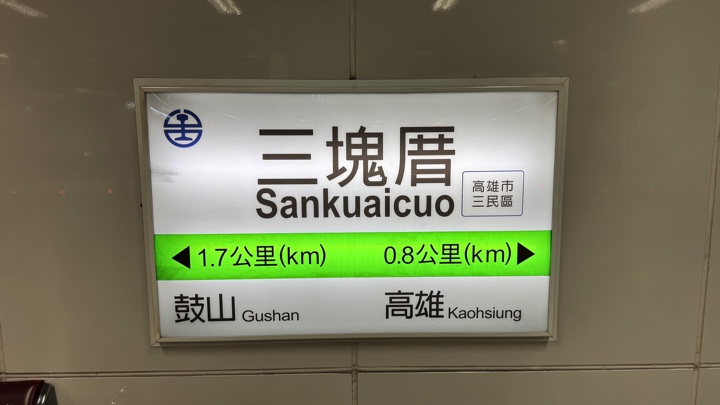 三塊厝
Sankuaicuo
高雄市
三民區
◀1.7公里(km)
0.8公里(km)▶
鼓山 Gushan
高雄 Kaohsiung